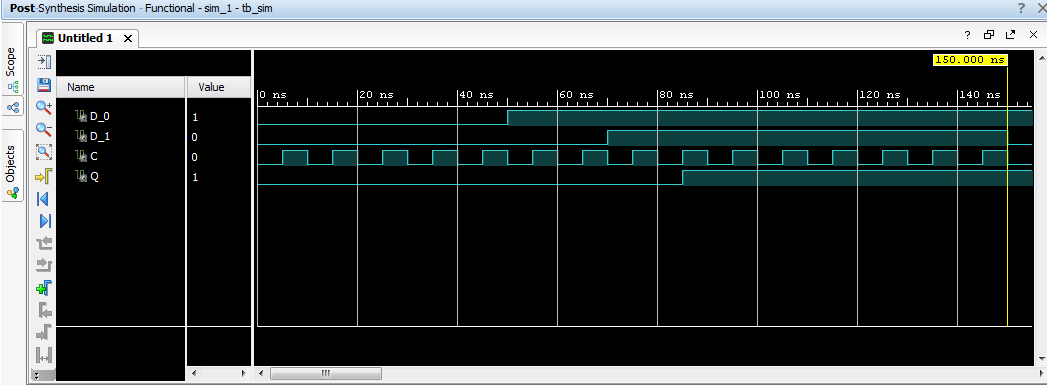 Post-Synthesis Simulation - Functional - sim_1 - tb_sim
? ×
Scope
Objects
Untitled 1 ×
?
150.000 ns
Name Value
0 ns 20 ns 40 ns 60 ns 80 ns 100 ns 120 ns 140 ns
D_0 1
D_1 0
C 0
Q 1